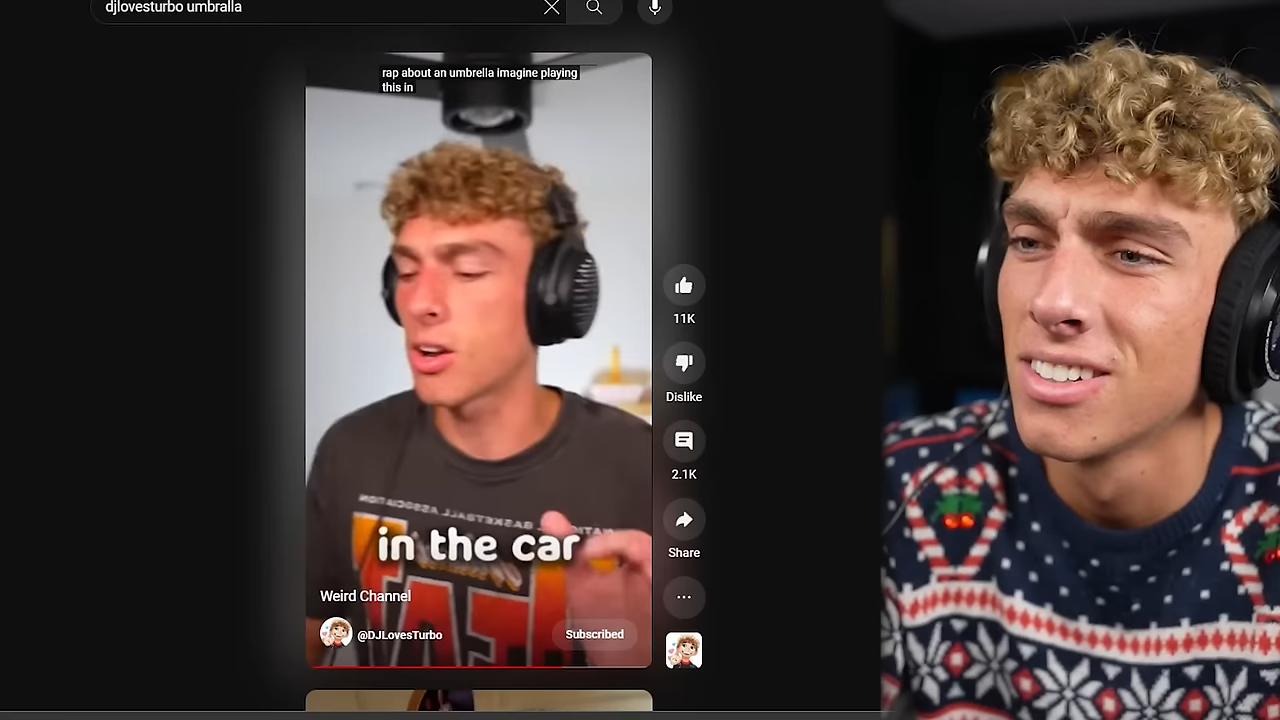 djlovesturbo umbralla
rap about an umbrella imagine playing
this in
11K
Dislike
2.1K
Share
in the car
Weird Channel
@DJLovesTurbo
Subscribed